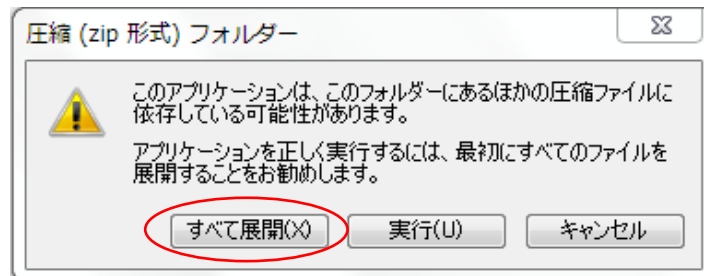 圧縮 (zip 形式) フォルダー
このアプリケーションは、このフォルダーにあるほかの圧縮ファイルに
依存している可能性があります。
アプリケーションを正しく実行するには、最初にすべてのファイルを
展開することをお勧めします。
すべて展開(X) 実行(U) キャンセル